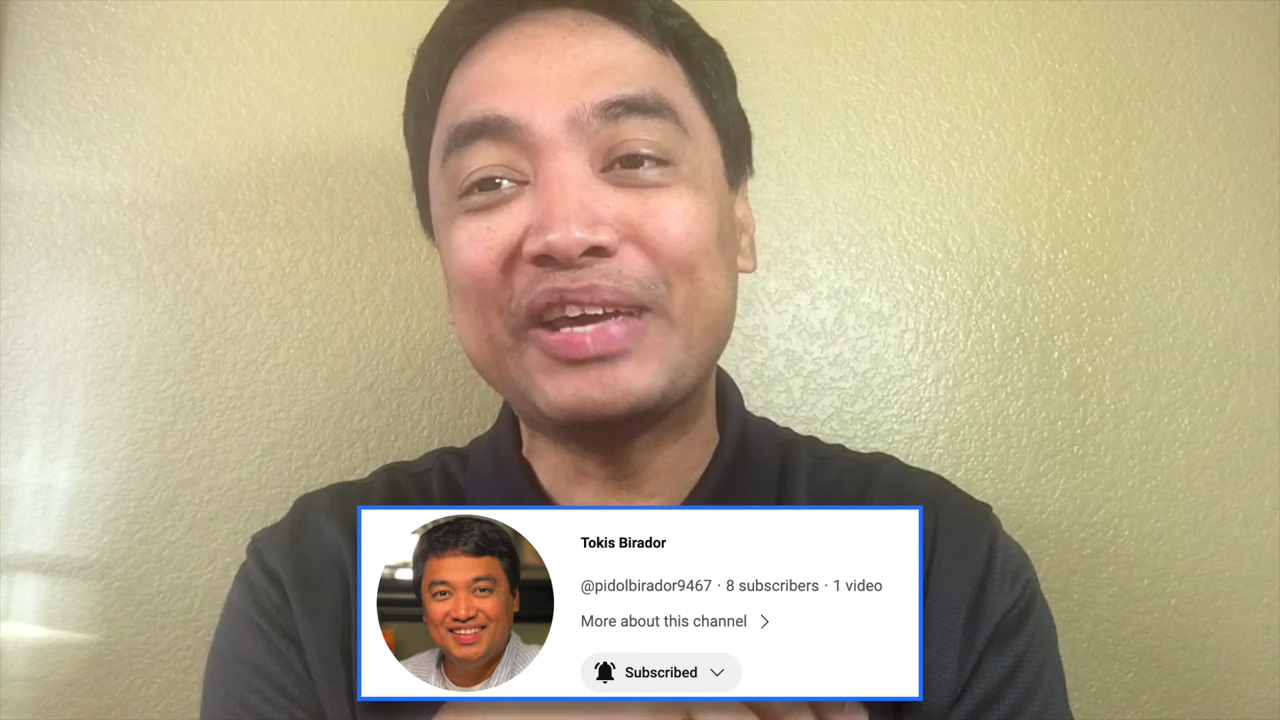 Tokis Birador
@pidolbirador9467 · 8 subscribers · 1 video
More about this channel
Subscribed